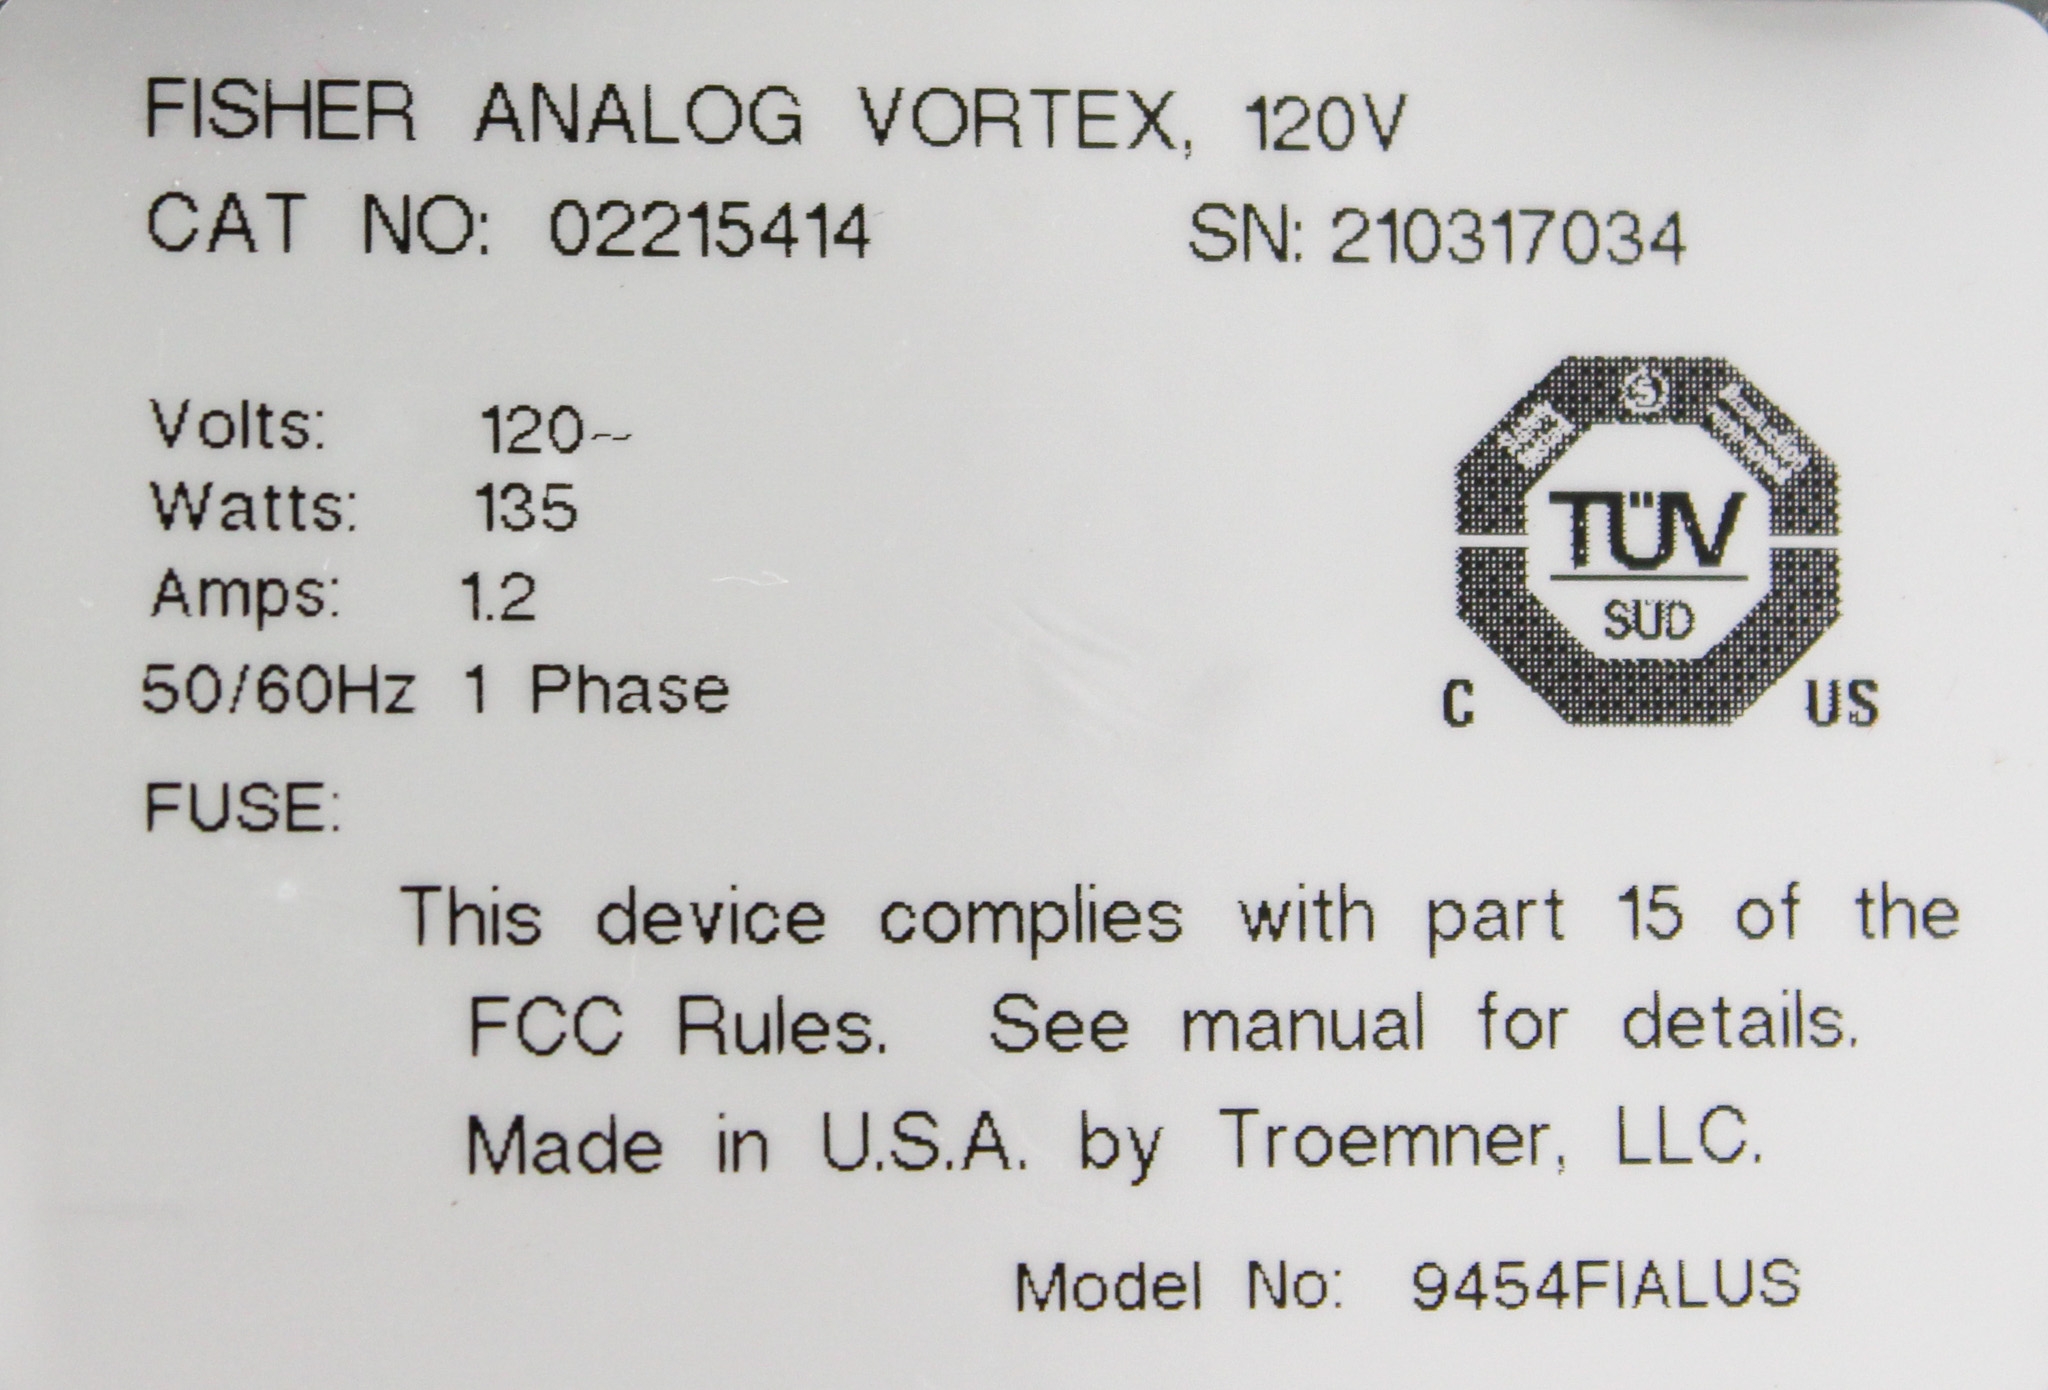 FISHER ANALOG VORTEX, 120V
CAT NO: 02215414 SN: 210317034
Volts: 120~
Watts: 135
Amps: 1.2
50/60Hz 1 Phase
FUSE:
TÜV
SÜD
C US
This device complies with part 15 of the
FCC Rules. See manual for details.
Made in U.S.A. by Troemner, LLC.
Model No: 9454FIALUS